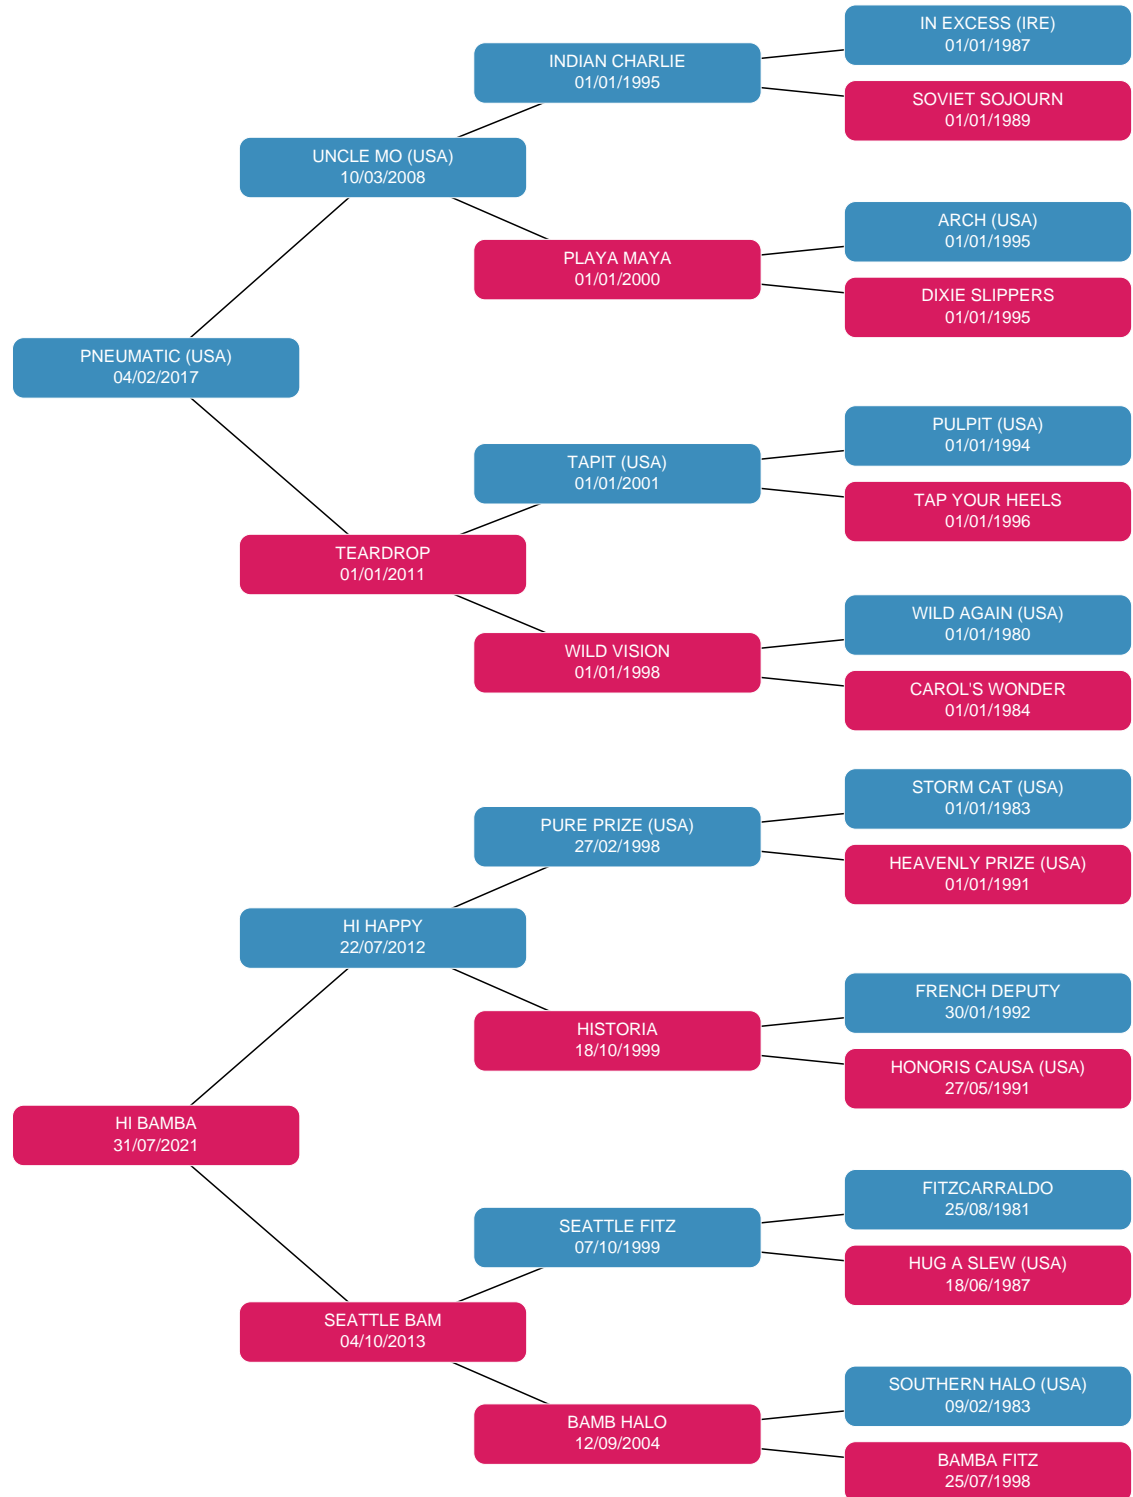 IN EXCESS (IRE)
01/01/1987
INDIAN CHARLIE
01/01/1995
SOVIET SOJOURN
01/01/1989
UNCLE MO (USA)
10/03/2008
ARCH (USA)
01/01/1995
PLAYA MAYA
01/01/2000
DIXIE SLIPPERS
01/01/1995
PNEUMATIC (USA)
04/02/2017
PULPIT (USA)
01/01/1994
TAPIT (USA)
01/01/2001
TAP YOUR HEELS
01/01/1996
TEARDROP
01/01/2011
WILD AGAIN (USA)
01/01/1980
WILD VISION
01/01/1998
CAROL'S WONDER
01/01/1984
STORM CAT (USA)
01/01/1983
PURE PRIZE (USA)
27/02/1998
HEAVENLY PRIZE (USA)
01/01/1991
HI HAPPY
22/07/2012
FRENCH DEPUTY
30/01/1992
HISTORIA
18/10/1999
HONORIS CAUSA (USA)
27/05/1991
HI BAMBA
31/07/2021
FITZCARRALDO
25/08/1981
SEATTLE FITZ
07/10/1999
HUG A SLEW (USA)
18/06/1987
SEATTLE BAM
04/10/2013
SOUTHERN HALO (USA)
09/02/1983
BAMB HALO
12/09/2004
BAMBA FITZ
25/07/1998